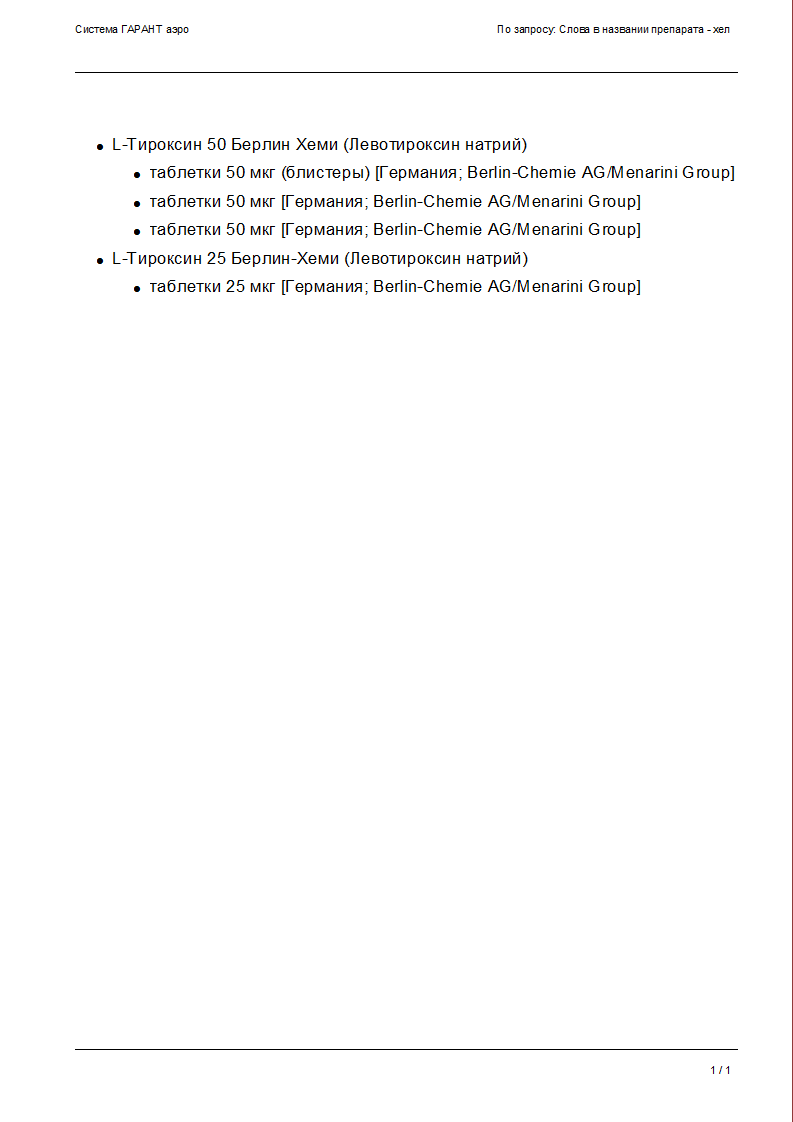 Система ГАРАНТ аэро
По запросу: Слова в названии препарата - хел
• L-Тироксин 50 Берлин Хеми (Левотироксин натрий)
• таблетки 50 мкг (блистеры) [Германия; Berlin-Chemie AG/Menarini Group]
• таблетки 50 мкг [Германия; Berlin-Chemie AG/Menarini Group]
• таблетки 50 мкг [Германия; Berlin-Chemie AG/Menarini Group]
• L-Тироксин 25 Берлин-Хеми (Левотироксин натрий)
• таблетки 25 мкг [Германия; Berlin-Chemie AG/Menarini Group]
1 / 1